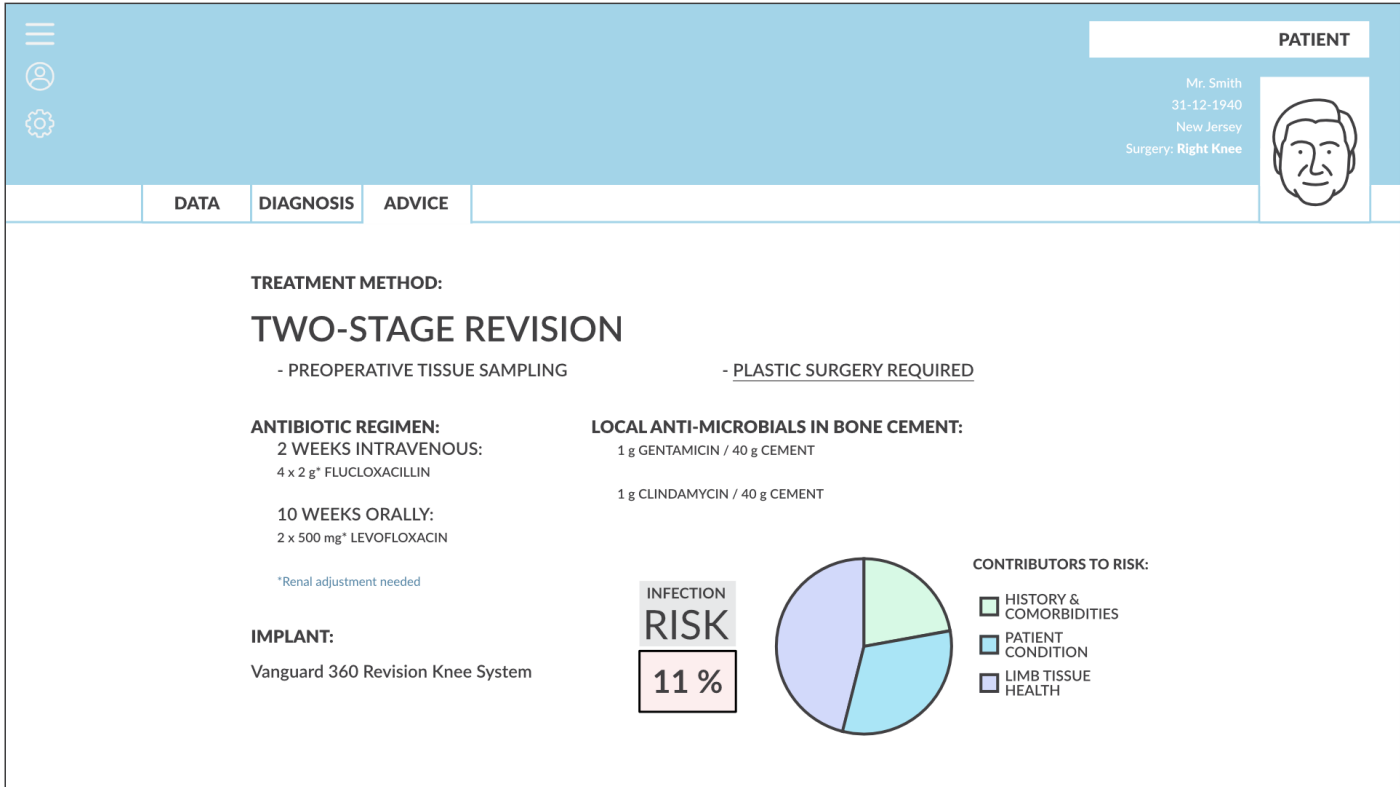 PATIENT
Mr. Smith
31-12-1940
New Jersey
Surgery: Right Knee
DATA
DIAGNOSIS
ADVICE
TREATMENT METHOD:
TWO-STAGE REVISION
- PREOPERATIVE TISSUE SAMPLING
- PLASTIC SURGERY REQUIRED
ANTIBIOTIC REGIMEN:
2 WEEKS INTRAVENOUS:
4 x 2 g* FLUCLOXACILLIN
10 WEEKS ORALLY:
2 x 500 mg* LEVOFLOXACIN
*Renal adjustment needed
LOCAL ANTI-MICROBIALS IN BONE CEMENT:
1 g GENTAMICIN / 40 g CEMENT
1 g CLINDAMYCIN / 40 g CEMENT
IMPLANT:
Vanguard 360 Revision Knee System
INFECTION
RISK
11 %
CONTRIBUTORS TO RISK:
HISTORY &
COMORBIDITIES
PATIENT
CONDITION
LIMB TISSUE
HEALTH